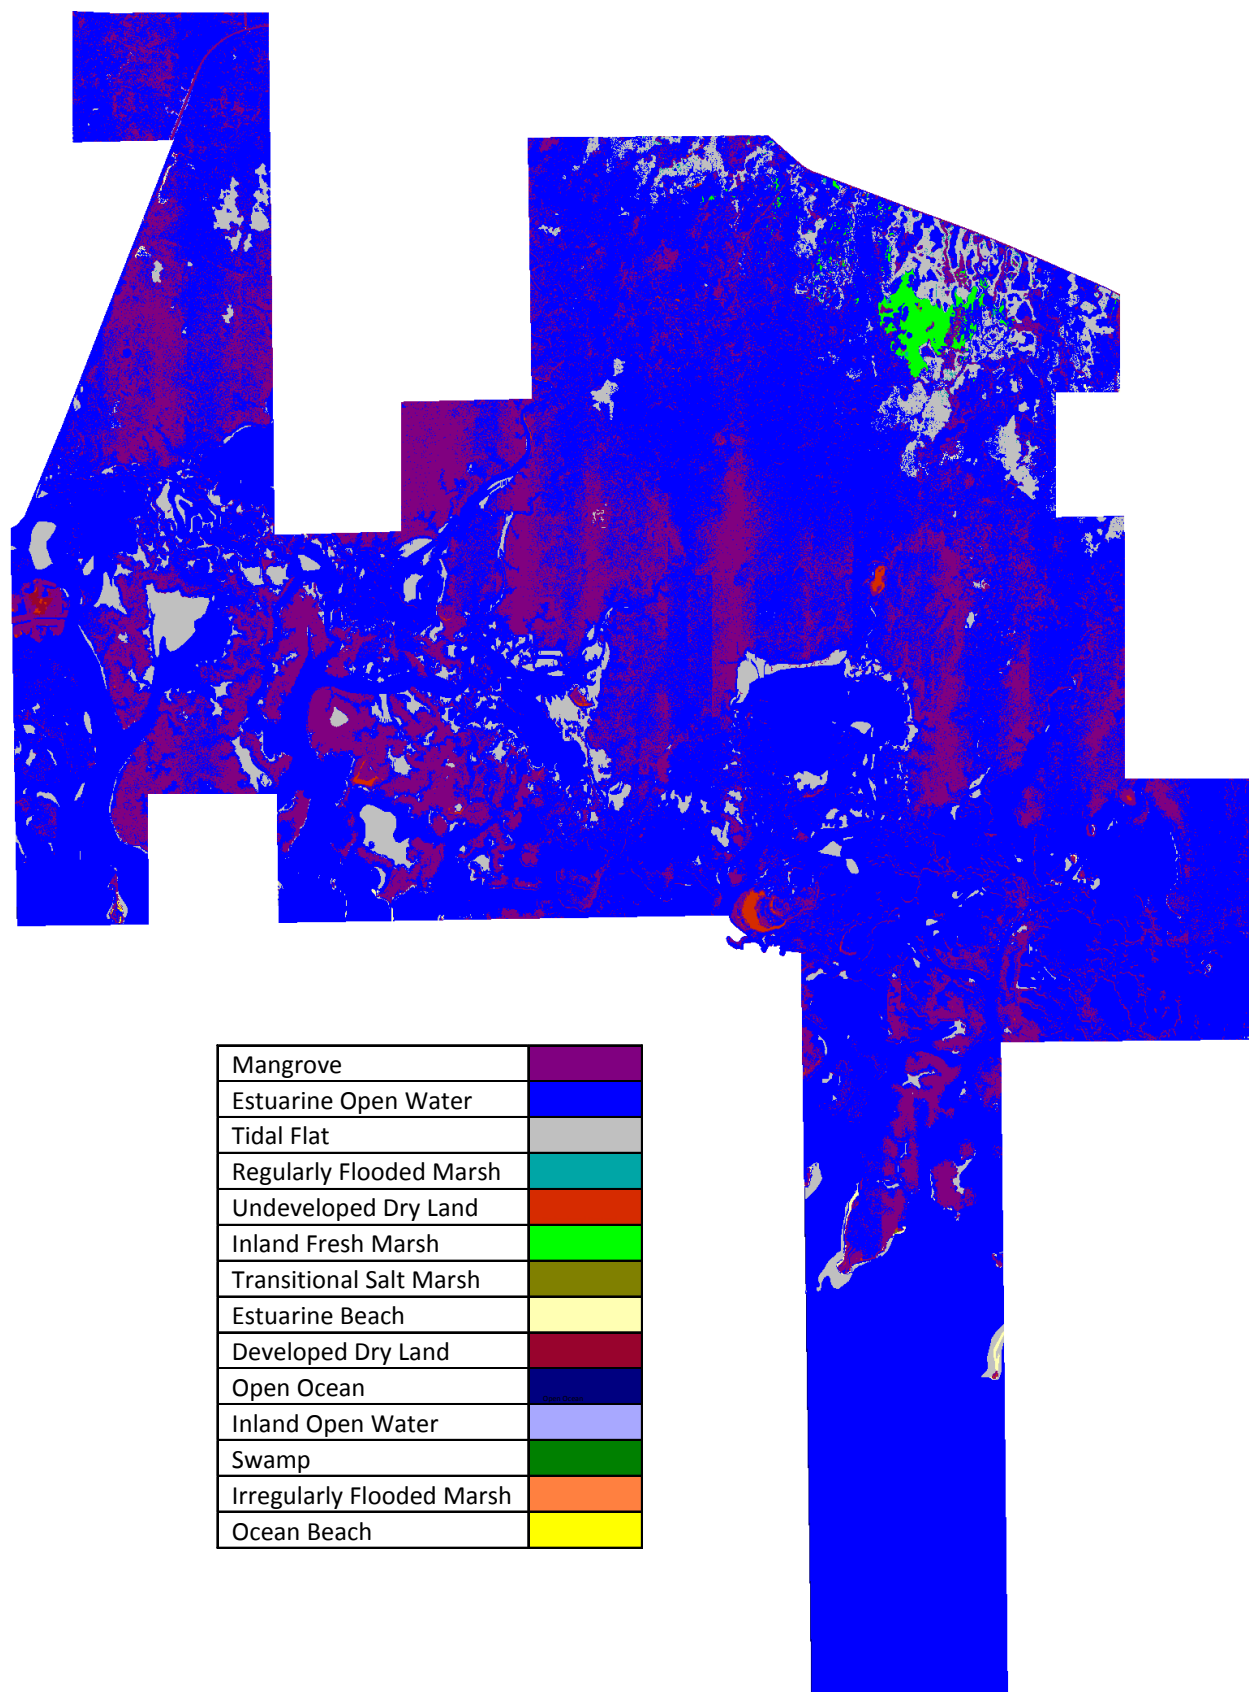 Mangrove
Estuarine Open Water
Tidal Flat
Regularly Flooded Marsh
Undeveloped Dry Land
Inland Fresh Marsh
Transitional Salt Marsh
Estuarine Beach
Developed Dry Land
Open Ocean
Inland Open Water
Swamp
Irregularly Flooded Marsh
Ocean Beach